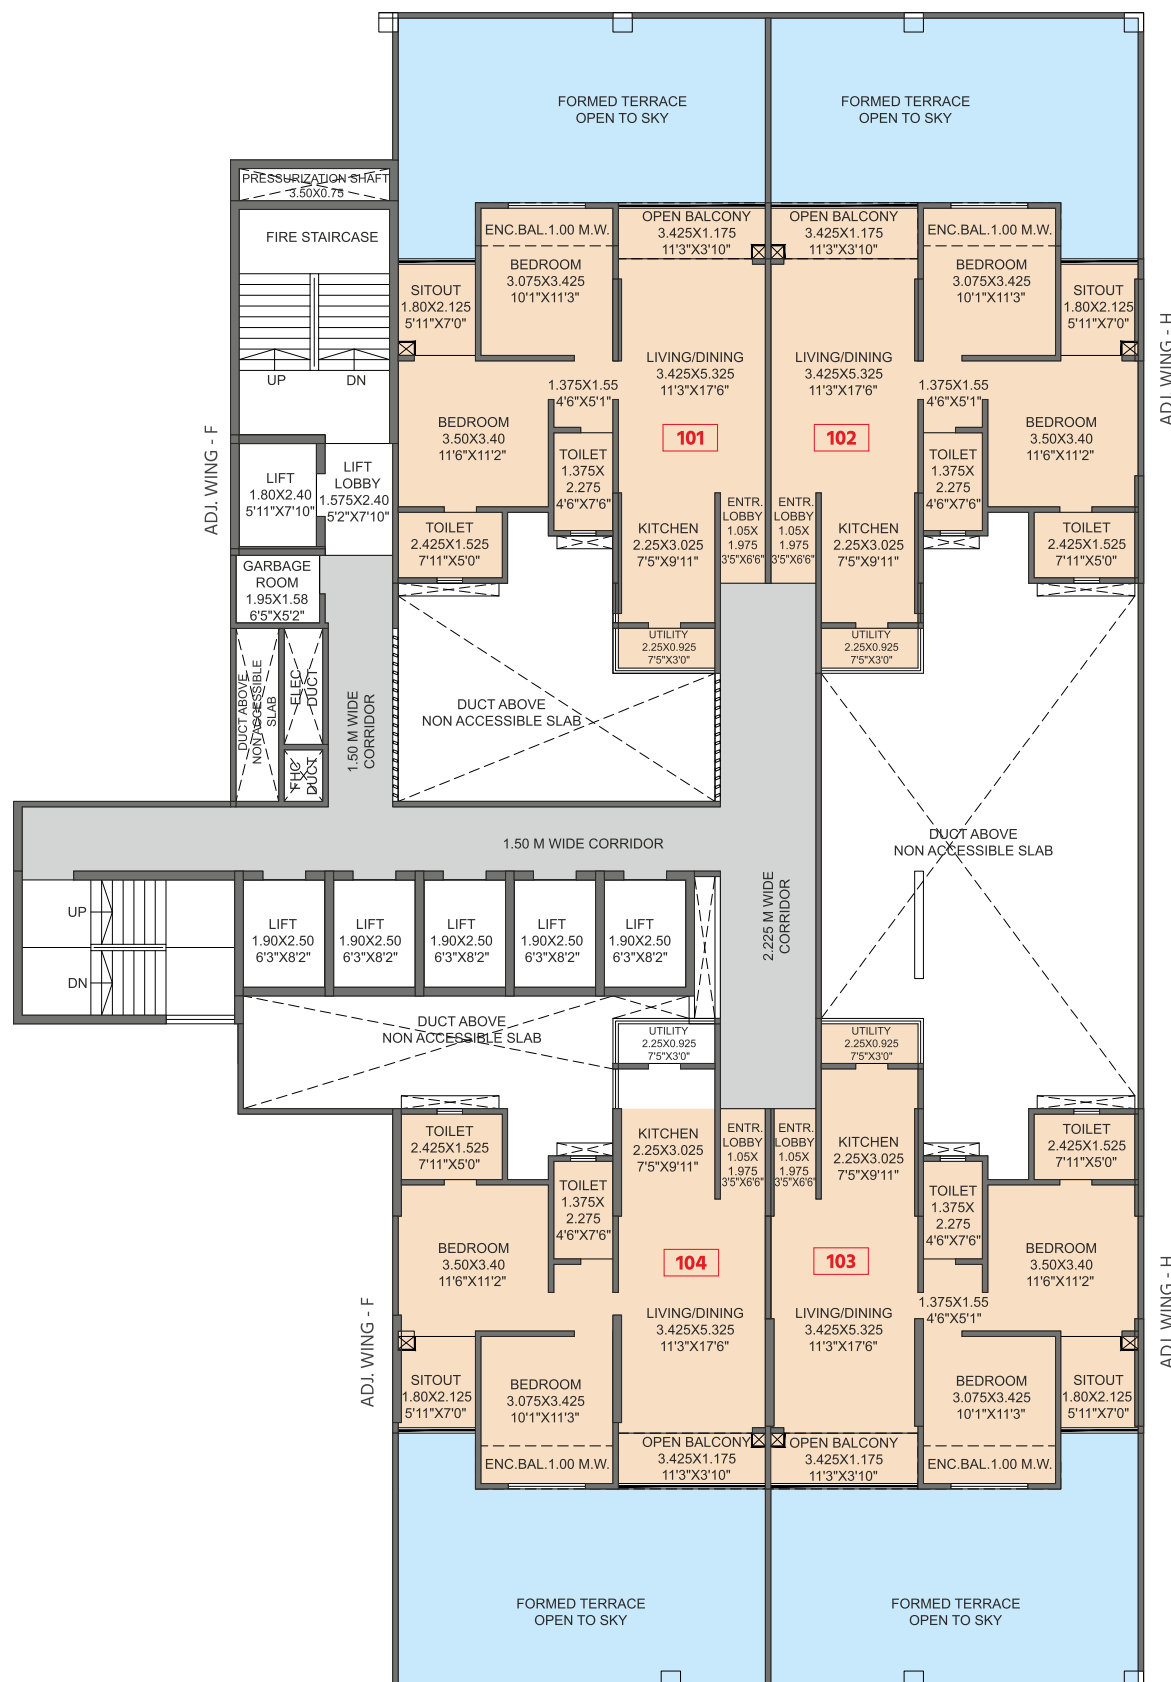 FORMED TERRACE
OPEN TO SKY
FORMED TERRACE
OPEN TO SKY
PRESSURIZATION SHAFT
3.50X0.75
FIRE STAIRCASE
UP
DN
ADJ. WING - F
LIFT
1.80X2.40
5'11"X7'10"
LIFT
LOBBY
1.575X2.40
5'2"X7'10"
GARBAGE
ROOM
1.95X1.58
6'5"X5'2"
DUCT ABOVE
NON ACCESSIBLE
SLAB
ELEC
DUCT
FHC
DUCT
1.50 M WIDE
CORRIDOR
ENC.BAL.1.00 M.W.
BEDROOM
3.075X3.425
10'1"X11'3"
OPEN BALCONY
3.425X1.175
11'3"X3'10"
SITOUT
1.80X2.125
5'11"X7'0"
LIVING/DINING
3.425X5.325
11'3"X17'6"
1.375X1.55
4'6"X5'1"
BEDROOM
3.50X3.40
11'6"X11'2"
101
TOILET
1.375X
2.275
4'6"X7'6"
TOILET
2.425X1.525
7'11"X5'0"
KITCHEN
2.25X3.025
7'5"X9'11"
ENTR.
LOBBY
1.05X
1.975
3'5"X6'6"
UTILITY
2.25X0.925
7'5"X3'0"
OPEN BALCONY
3.425X1.175
11'3"X3'10"
ENC.BAL.1.00 M.W.
BEDROOM
3.075X3.425
10'1"X11'3"
SITOUT
1.80X2.125
5'11"X7'0"
LIVING/DINING
3.425X5.325
11'3"X17'6"
1.375X1.55
4'6"X5'1"
BEDROOM
3.50X3.40
11'6"X11'2"
102
TOILET
1.375X
2.275
4'6"X7'6"
TOILET
2.425X1.525
7'11"X5'0"
ENTR.
LOBBY
1.05X
1.975
3'5"X6'6"
KITCHEN
2.25X3.025
7'5"X9'11"
UTILITY
2.25X0.925
7'5"X3'0"
ADJ. WING - H
DUCT ABOVE
NON ACCESSIBLE SLAB
DUCT ABOVE
NON ACCESSIBLE SLAB
1.50 M WIDE CORRIDOR
2.225 M WIDE
CORRIDOR
UP
DN
LIFT
1.90X2.50
6'3"X8'2"
LIFT
1.90X2.50
6'3"X8'2"
LIFT
1.90X2.50
6'3"X8'2"
LIFT
1.90X2.50
6'3"X8'2"
LIFT
1.90X2.50
6'3"X8'2"
DUCT ABOVE
NON ACCESSIBLE SLAB
UTILITY
2.25X0.925
7'5"X3'0"
UTILITY
2.25X0.925
7'5"X3'0"
TOILET
2.425X1.525
7'11"X5'0"
KITCHEN
2.25X3.025
7'5"X9'11"
ENTR.
LOBBY
1.05X
1.975
3'5"X6'6"
TOILET
1.375X
2.275
4'6"X7'6"
BEDROOM
3.50X3.40
11'6"X11'2"
104
LIVING/DINING
3.425X5.325
11'3"X17'6"
SITOUT
1.80X2.125
5'11"X7'0"
BEDROOM
3.075X3.425
10'1"X11'3"
ENC.BAL.1.00 M.W.
OPEN BALCONY
3.425X1.175
11'3"X3'10"
ADJ. WING - F
ENTR.
LOBBY
1.05X
1.975
3'5"X6'6"
KITCHEN
2.25X3.025
7'5"X9'11"
TOILET
2.425X1.525
7'11"X5'0"
TOILET
1.375X
2.275
4'6"X7'6"
103
BEDROOM
3.50X3.40
11'6"X11'2"
1.375X1.55
4'6"X5'1"
LIVING/DINING
3.425X5.325
11'3"X17'6"
BEDROOM
3.075X3.425
10'1"X11'3"
SITOUT
1.80X2.125
5'11"X7'0"
OPEN BALCONY
3.425X1.175
11'3"X3'10"
ENC.BAL.1.00 M.W.
ADJ. WING - H
FORMED TERRACE
OPEN TO SKY
FORMED TERRACE
OPEN TO SKY